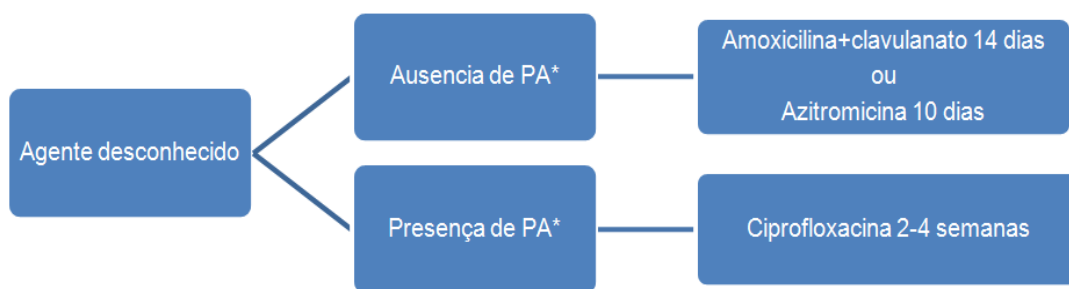 Agente desconhecido
Ausencia de PA*
Amoxicilina+clavulanato 14 dias
ou
Azitromicina 10 dias
Presença de PA*
Ciprofloxacina 2-4 semanas